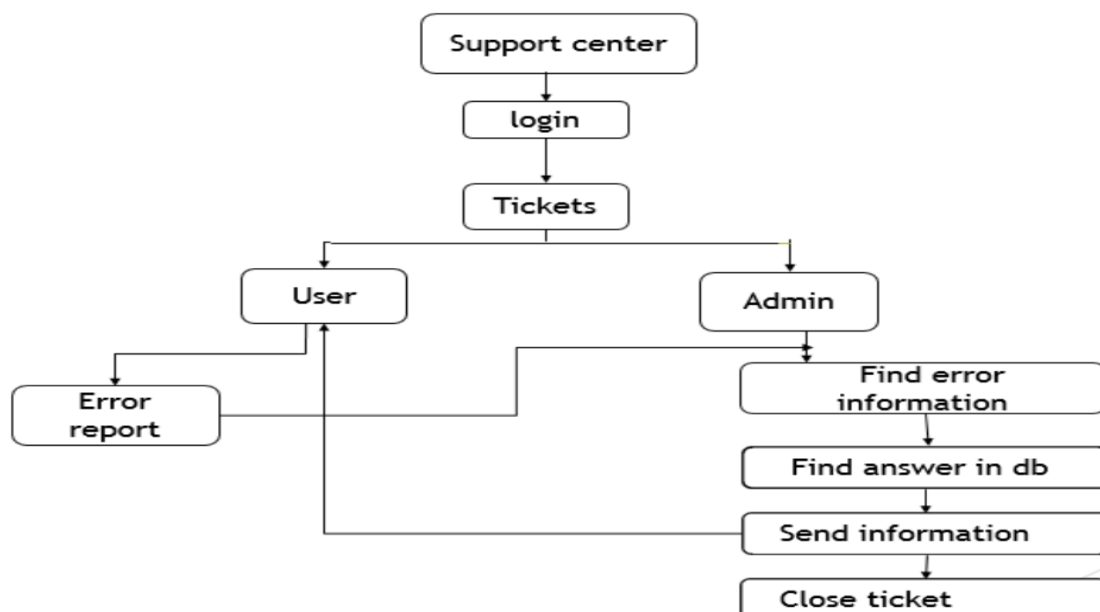 Support center
login
Tickets
User
Admin
Error
report
Find error
information
Find answer in db
Send information
Close ticket